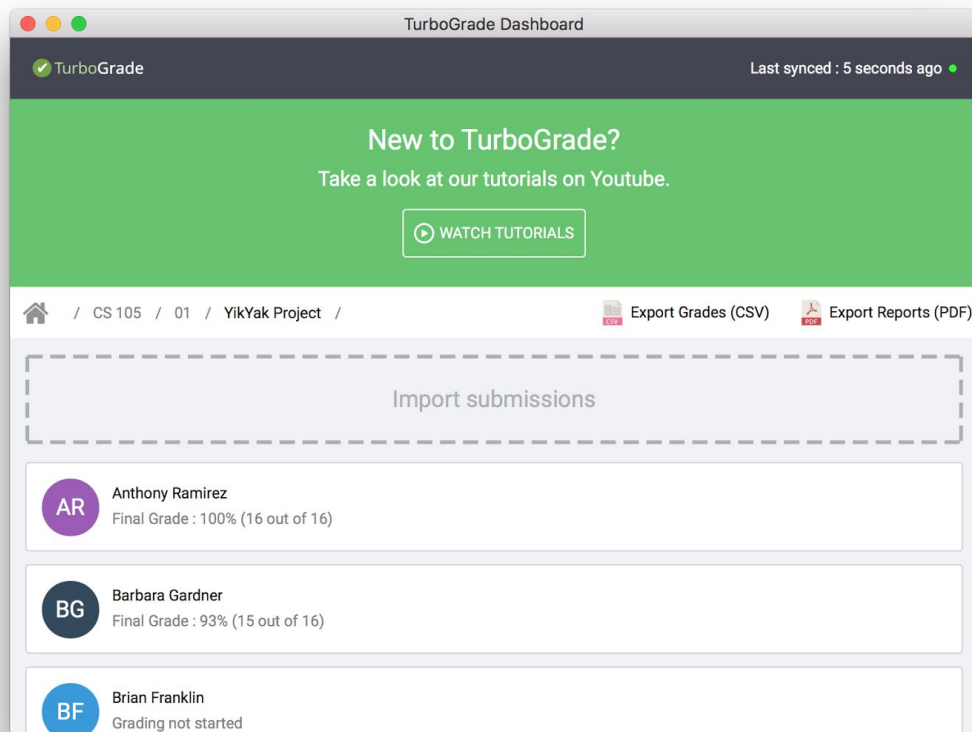 TurboGrade Dashboard
TurboGrade
Last synced : 5 seconds ago
New to TurboGrade?
Take a look at our tutorials on Youtube.
WATCH TUTORIALS
/ CS 105 / 01 / YikYak Project /
CSV Export Grades (CSV)
PDF Export Reports (PDF)
Import submissions
AR
Anthony Ramirez
Final Grade : 100% (16 out of 16)
BG
Barbara Gardner
Final Grade : 93% (15 out of 16)
BF
Brian Franklin
Grading not started